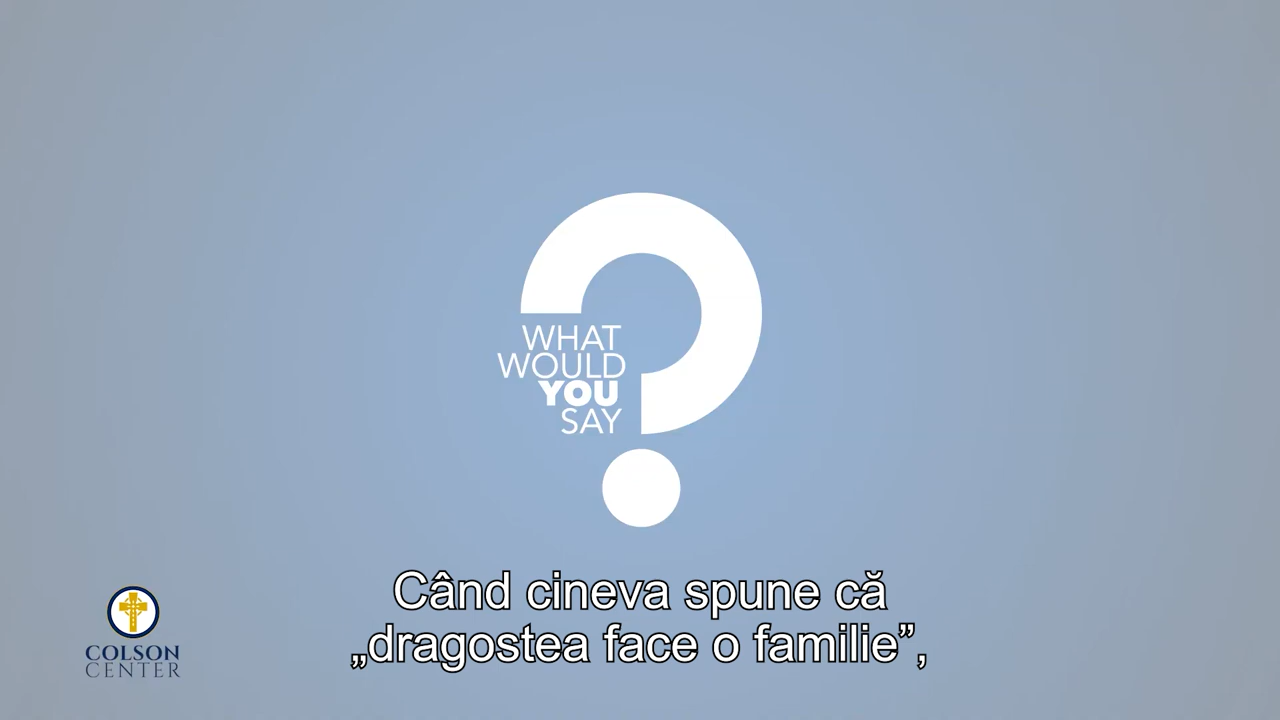 WHAT
WOULD
YOU
SAY
Când cineva spune că
„dragostea face o familie”,
COLSON
CENTER